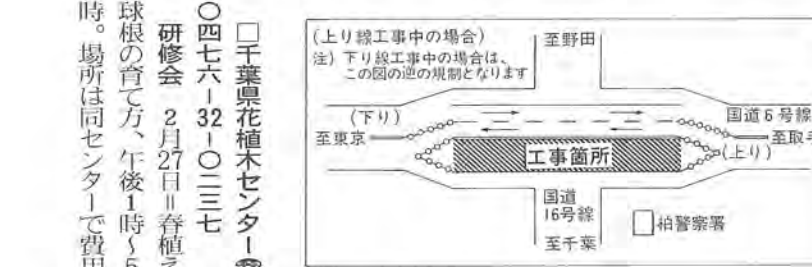 (上り線工事中の場合)
注) 下り線工事中の場合は、
この図の逆の規制となります
至野田
(下り)
至東京
国道6号線
至取手
(上り)
工事箇所
国道
16号線
至千葉
柏警察署
□千葉県花植木センター☎
〇四七六ー32ー〇二三七
研修会 2月27日=春植え
球根の育て方、午後1時~5
時。場所は同センターで費用